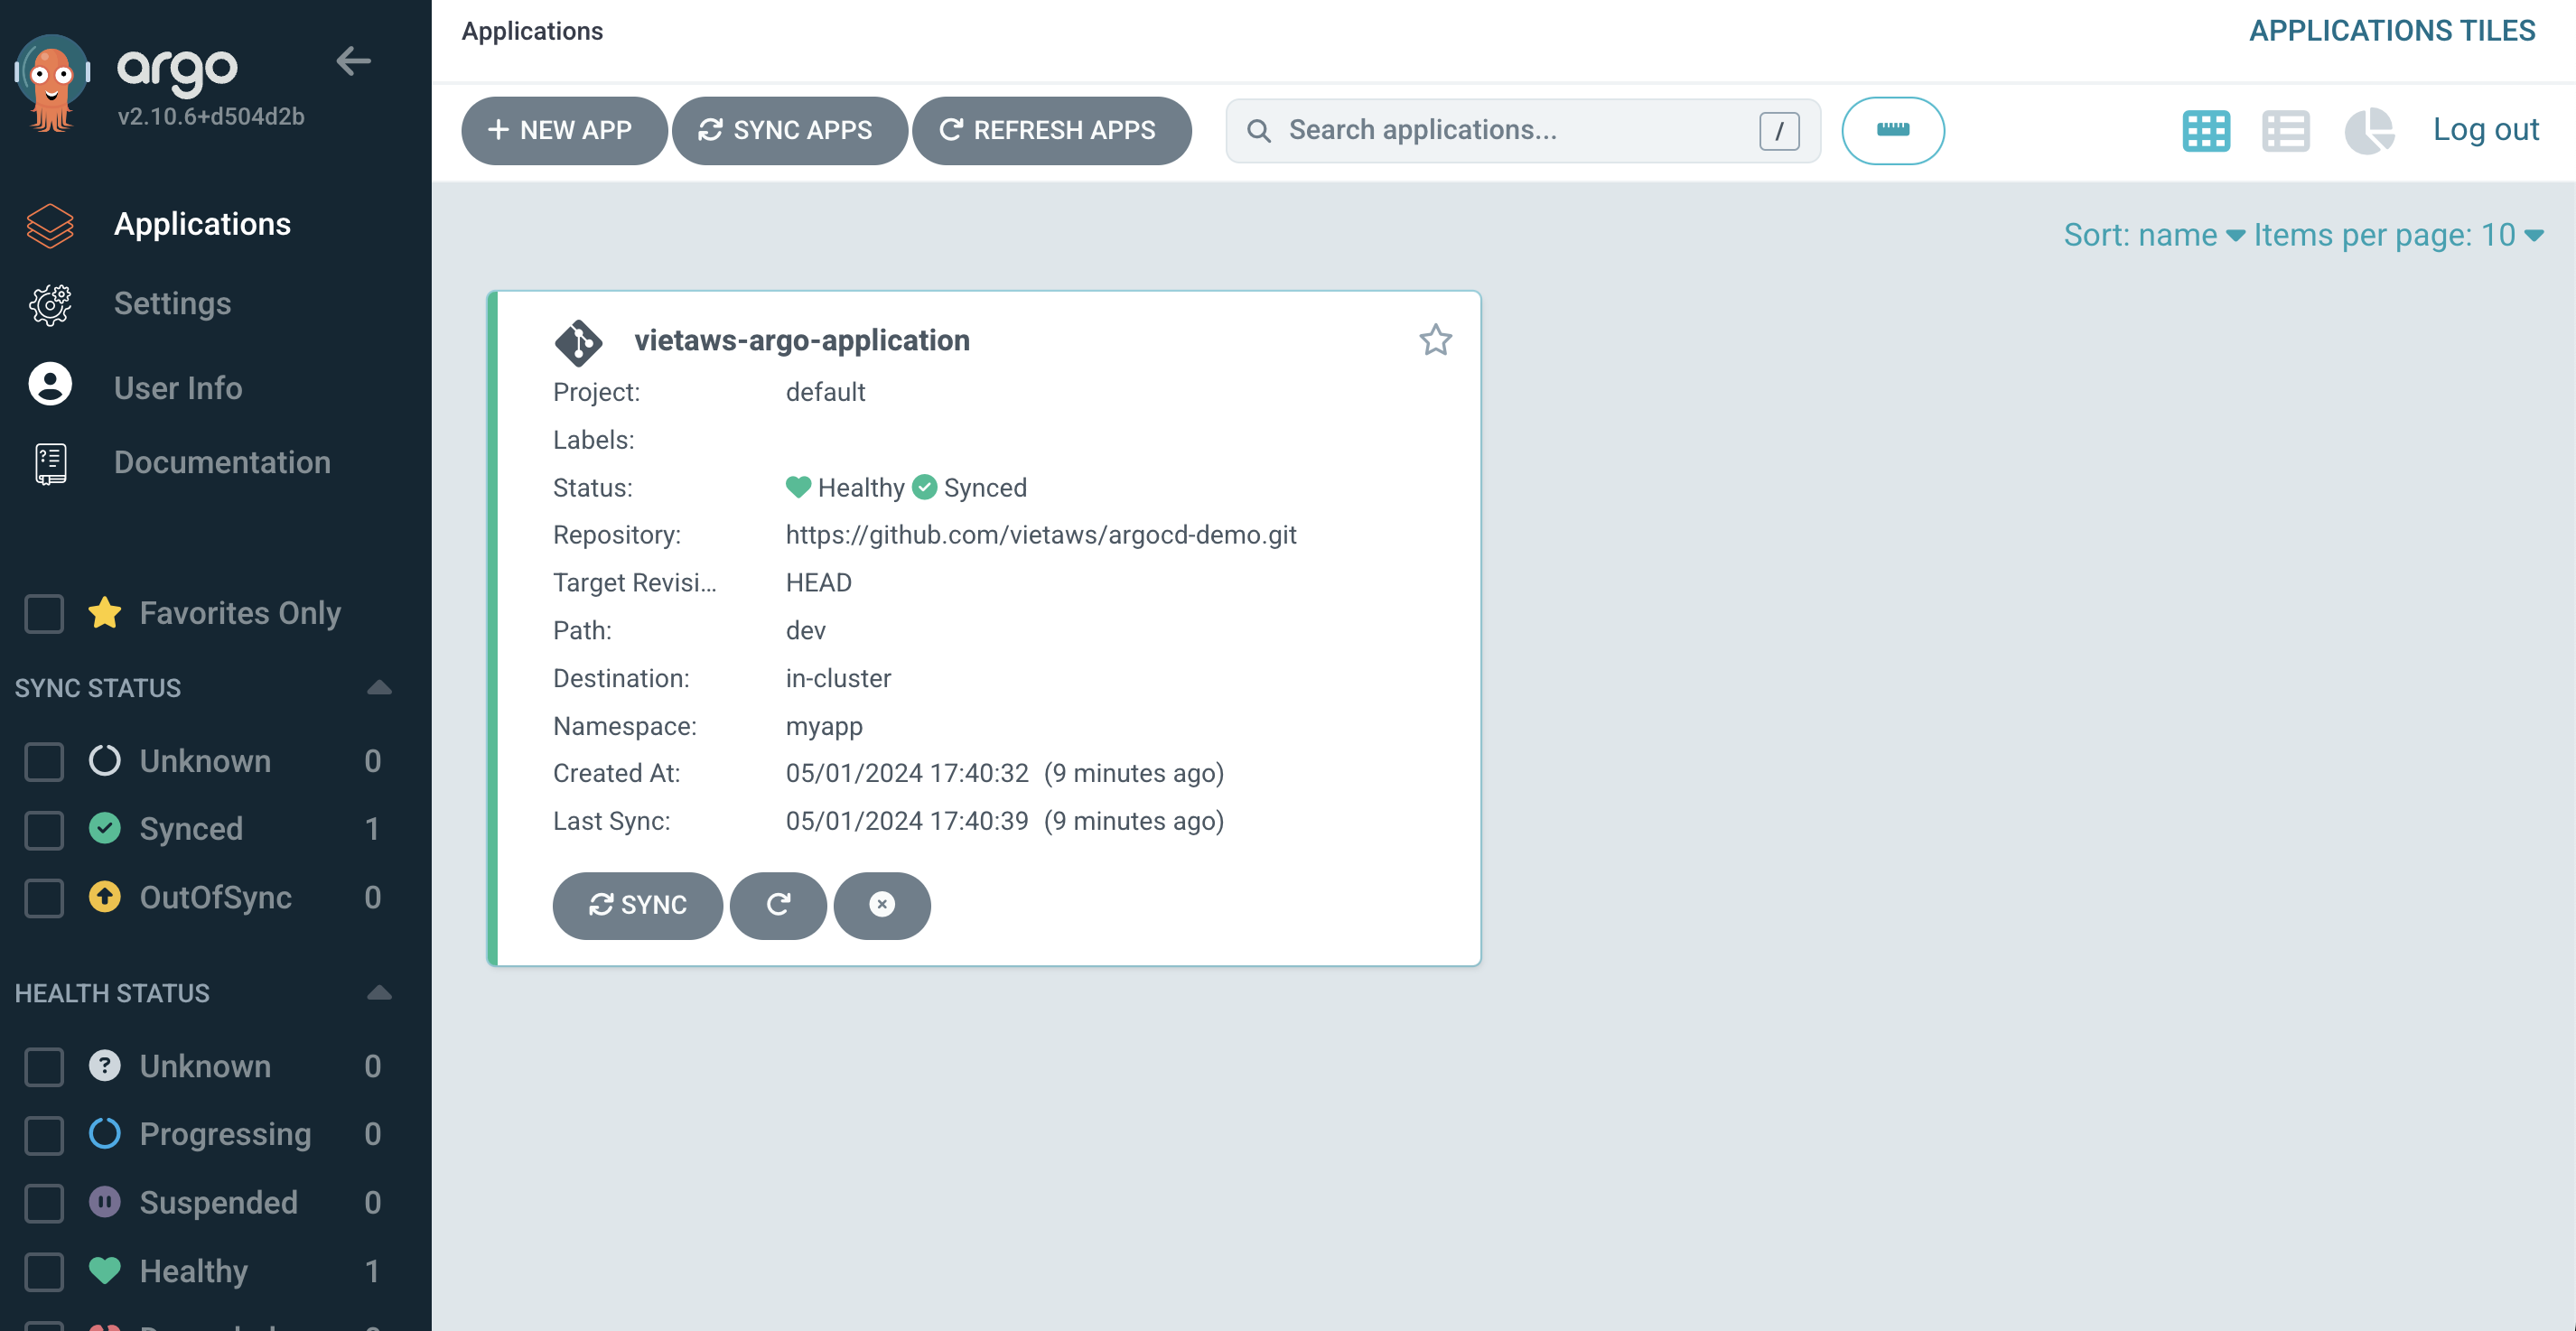 argo
v2.10.6+d504d2b
Applications
Settings
User Info
Documentation
Favorites Only
SYNC STATUS
Unknown 0
Synced 1
OutOfSync 0
HEALTH STATUS
Unknown 0
Progressing 0
Suspended 0
Healthy 1
Applications
APPLICATIONS TILES
NEW APP SYNC APPS REFRESH APPS Search applications... / Log out
Sort: name Items per page: 10
vietaws-argo-application
Project: default
Labels:
Status: Healthy Synced
Repository: https://github.com/vietaws/argocd-demo.git
Target Revisi... HEAD
Path: dev
Destination: in-cluster
Namespace: myapp
Created At: 05/01/2024 17:40:32 (9 minutes ago)
Last Sync: 05/01/2024 17:40:39 (9 minutes ago)
SYNC